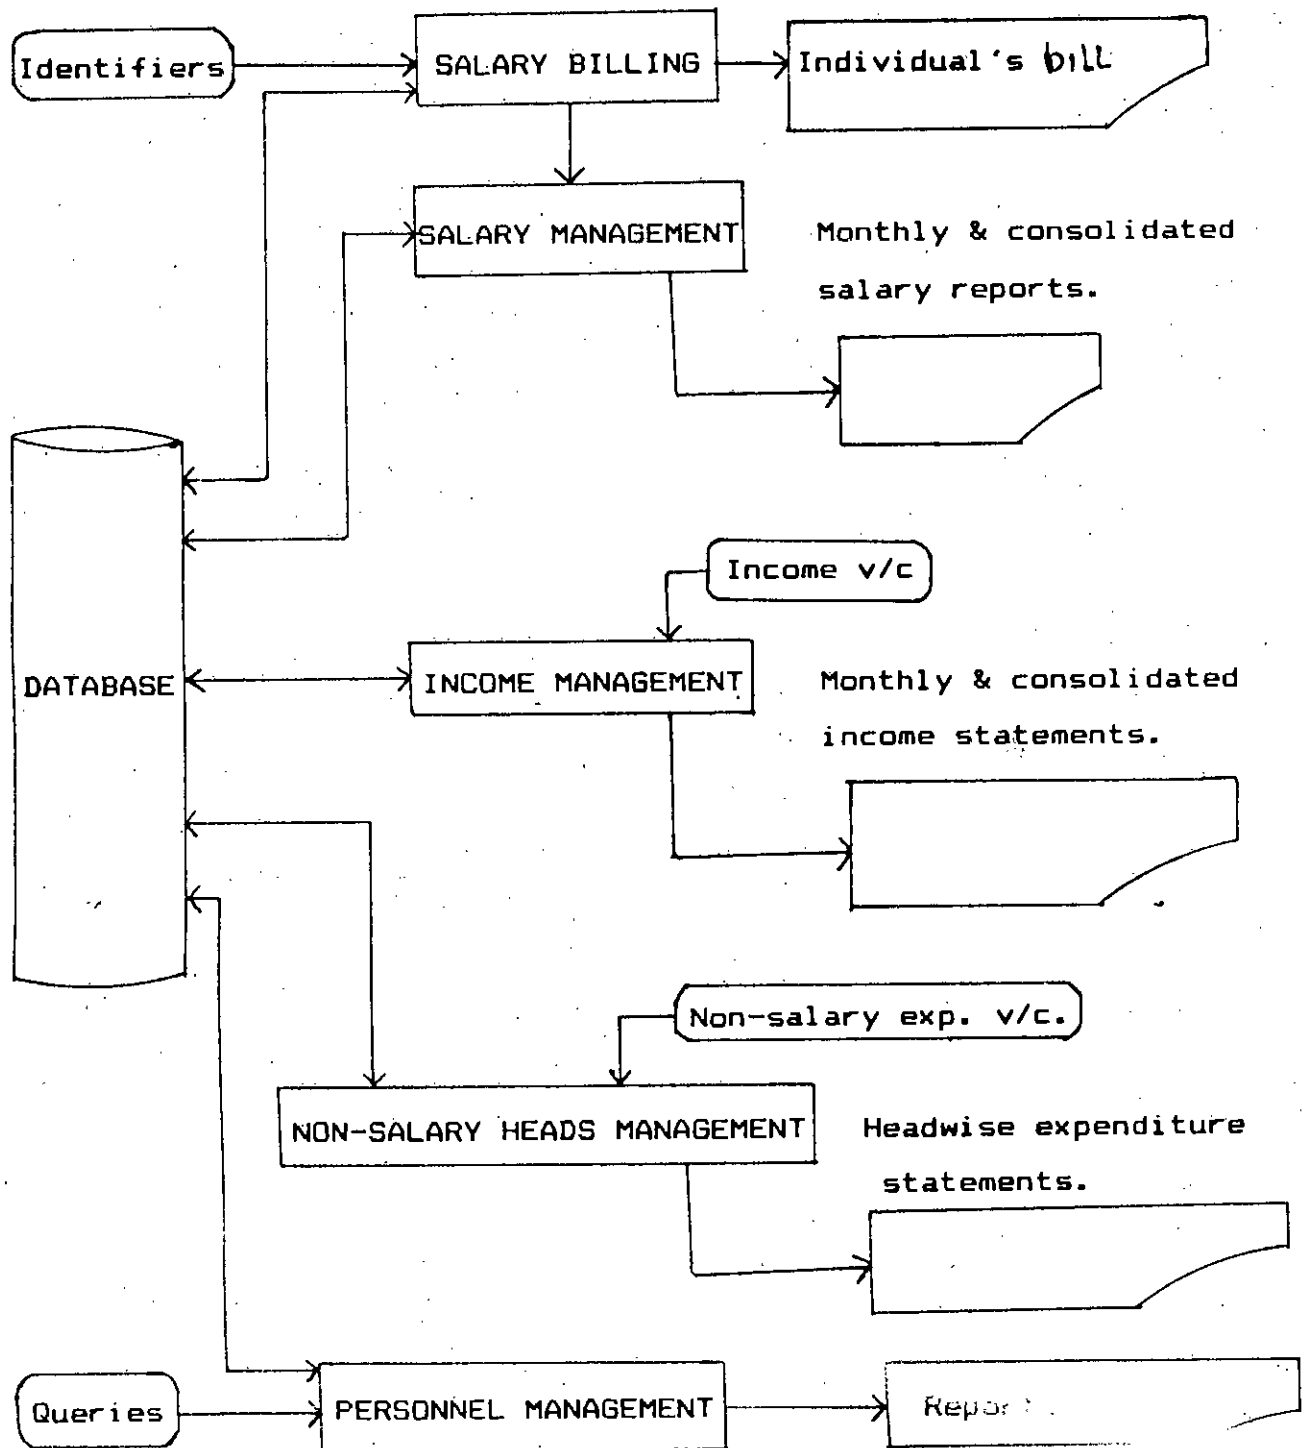 Identifiers
SALARY BILLING
Individual's bILL
SALARY MANAGEMENT
Monthly & consolidated
salary reports.
Income v/c
DATABASE
INCOME MANAGEMENT
Monthly & consolidated
income statements.
Non-salary exp. v/c.
NON-SALARY HEADS MANAGEMENT
Headwise expenditure
statements.
Queries
PERSONNEL MANAGEMENT